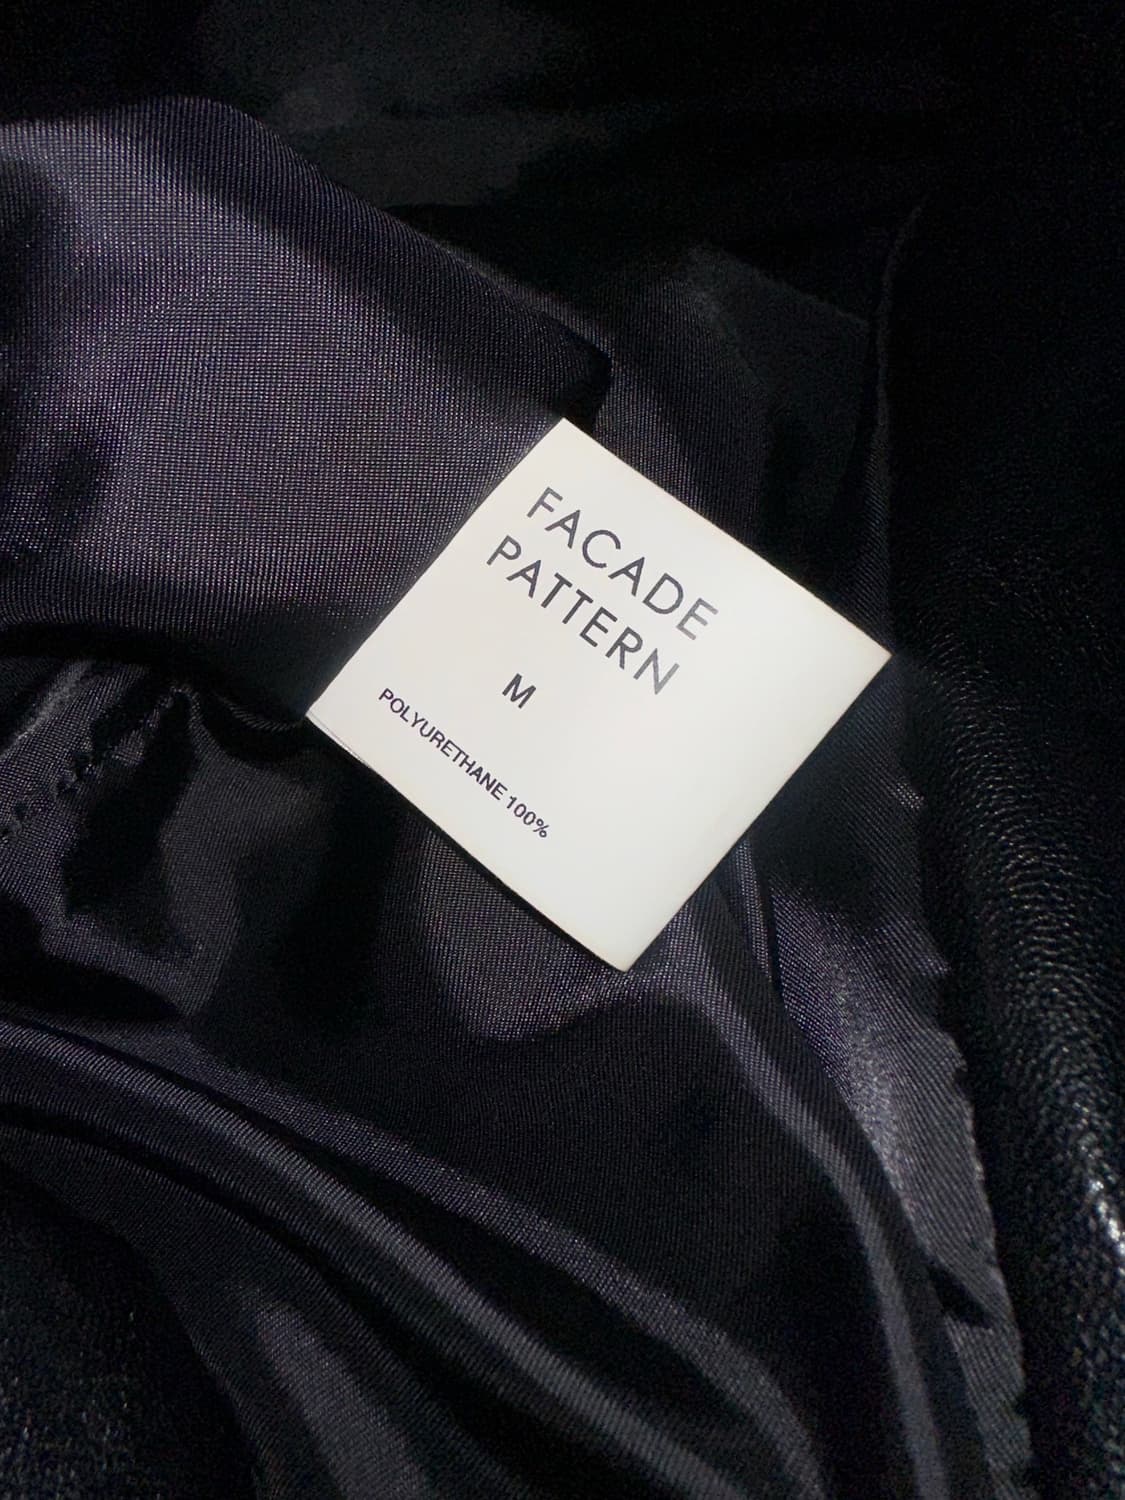 FACADE
PATTERN
M
POLYURETHANE 100%